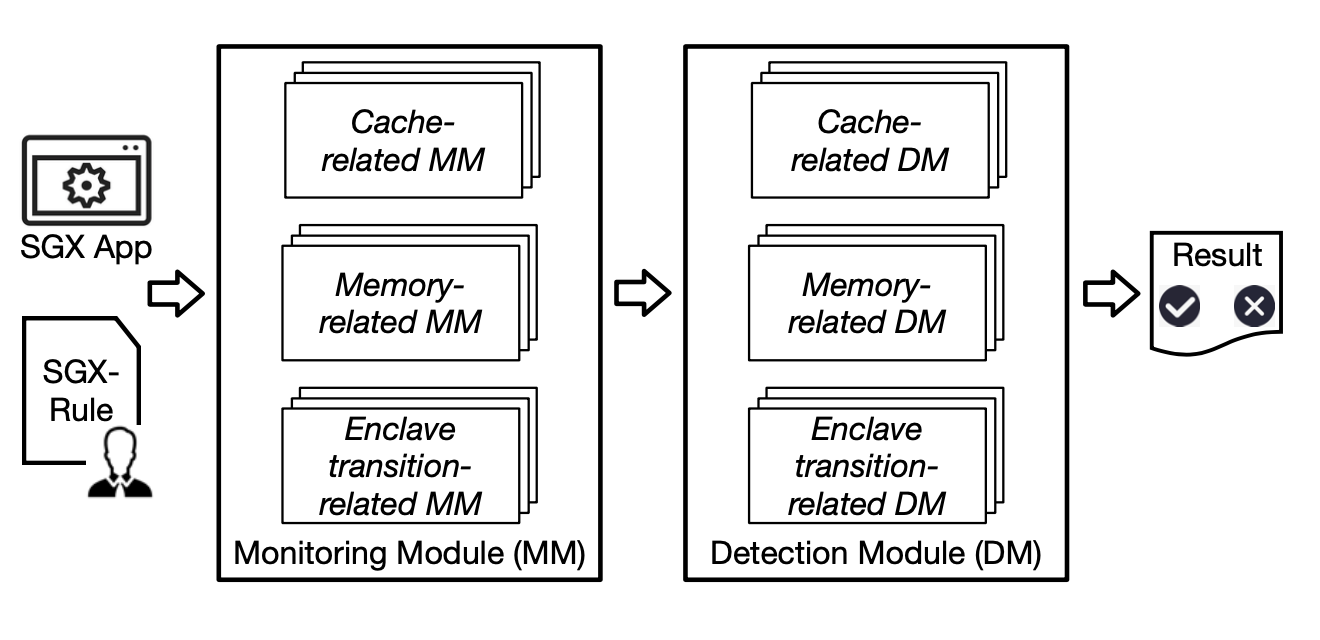 SGX App
SGX-
Rule
Cache-
related MM
Memory-
related MM
Enclave
transition-
related MM
Monitoring Module (MM)
Cache-
related DM
Memory-
related DM
Enclave
transition-
related DM
Detection Module (DM)
Result